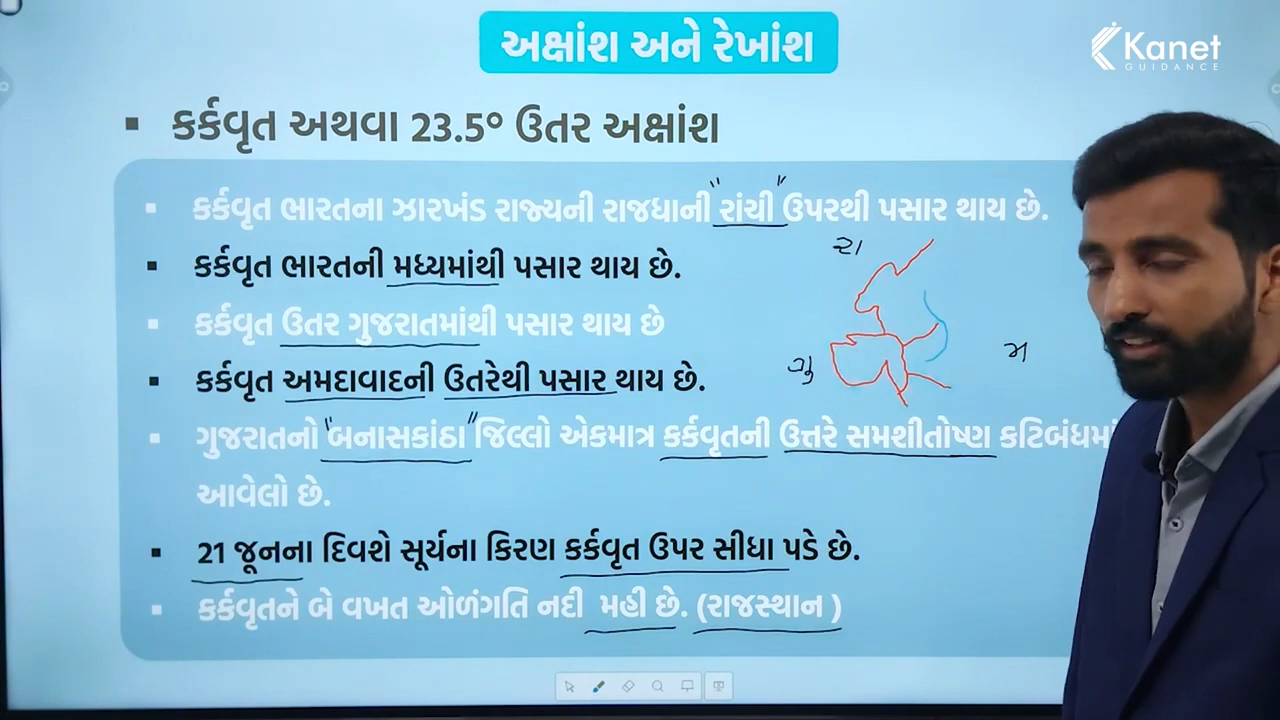 અક્ષાંશ અને રેખાંશ
Kanet
GUIDANCE
▪ કર્કવૃત અથવા 23.5° ઉતર અક્ષાંશ
▪ કર્કવૃત ભારતના ઝારખંડ રાજ્યની રાજધાની "રાંચી" ઉપરથી પસાર થાય છે.
▪ કર્કવૃત ભારતની મધ્યમાંથી પસાર થાય છે.
▪ કર્કવૃત ઉતર ગુજરાતમાંથી પસાર થાય છે
▪ કર્કવૃત અમદાવાદની ઉતરેથી પસાર થાય છે.
▪ ગુજરાતનો "બનાસકાંઠા" જિલ્લો એકમાત્ર કર્કવૃતની ઉત્તરે સમશીતોષ્ણ કટિબંધમાં
આવેલો છે.
▪ 21 જૂનના દિવશે સૂર્યના કિરણ કર્કવૃત ઉપર સીધા પડે છે.
▪ કર્કવૃતને બે વખત ઓળંગતિ નદી મહી છે. (રાજસ્થાન )
રા
ગુ
મ